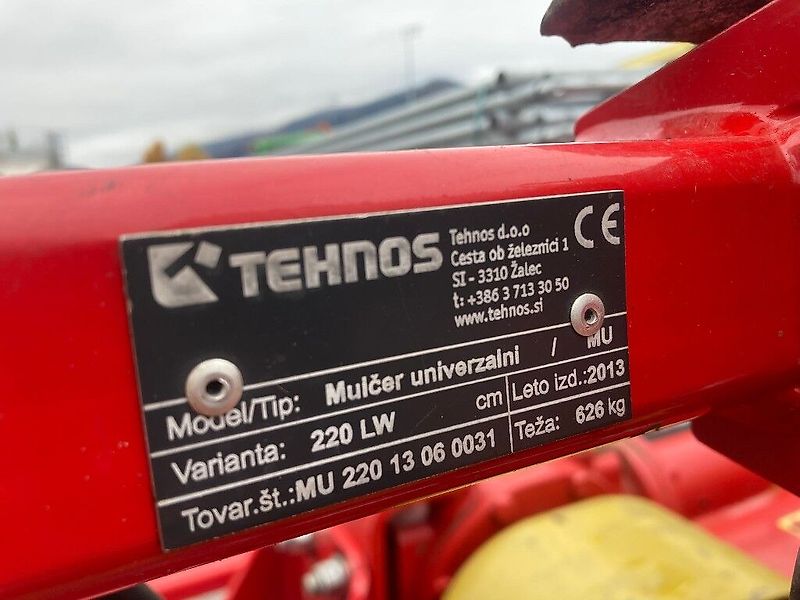 TEHNOS
Tehnos d.o.o
Cesta ob železnici 1
SI - 3310 Žalec
t: +386 3 713 30 50
www.tehnos.si
CE
Model/Tip: Mulčer univerzalni / MU
Varianta: 220 LW cm Leto izd.:2013
Tovar.št.:MU 220 13 06 0031 Teža: 626 kg